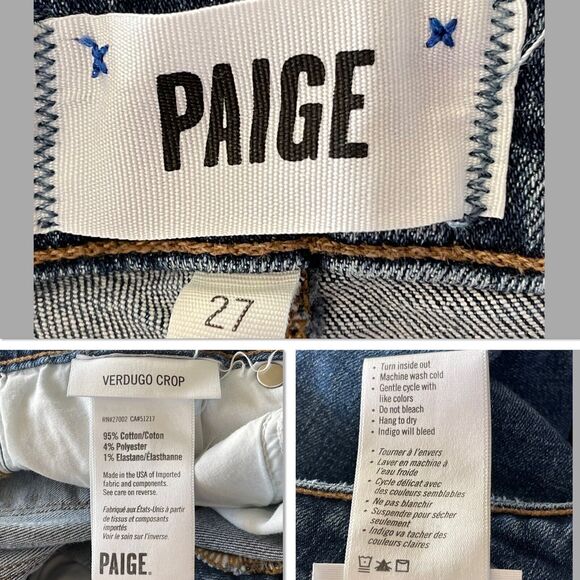 PAIGE
27
VERDUGO CROP
RN#27002 CA#51217
95% Cotton/Coton
4% Polyester
1% Elastane/Élasthanne
Made in the USA of Imported
fabric and components.
See care on reverse.
Fabriqué aux États-Unis à partir
de tissus et composants
importés
Voir le soin sur l'inverse.
PAIGE.
• Turn inside out
• Machine wash cold
• Gentle cycle with
like colors
• Do not bleach
• Hang to dry
• Indigo will bleed
• Tourner à l'envers
• Laver en machine à
l'eau froide
• Cycle délicat avec
des couleurs semblables
• Ne pas blanchir
• Suspendre pour sécher
seulement
• Indigo va tacher des
couleurs claires